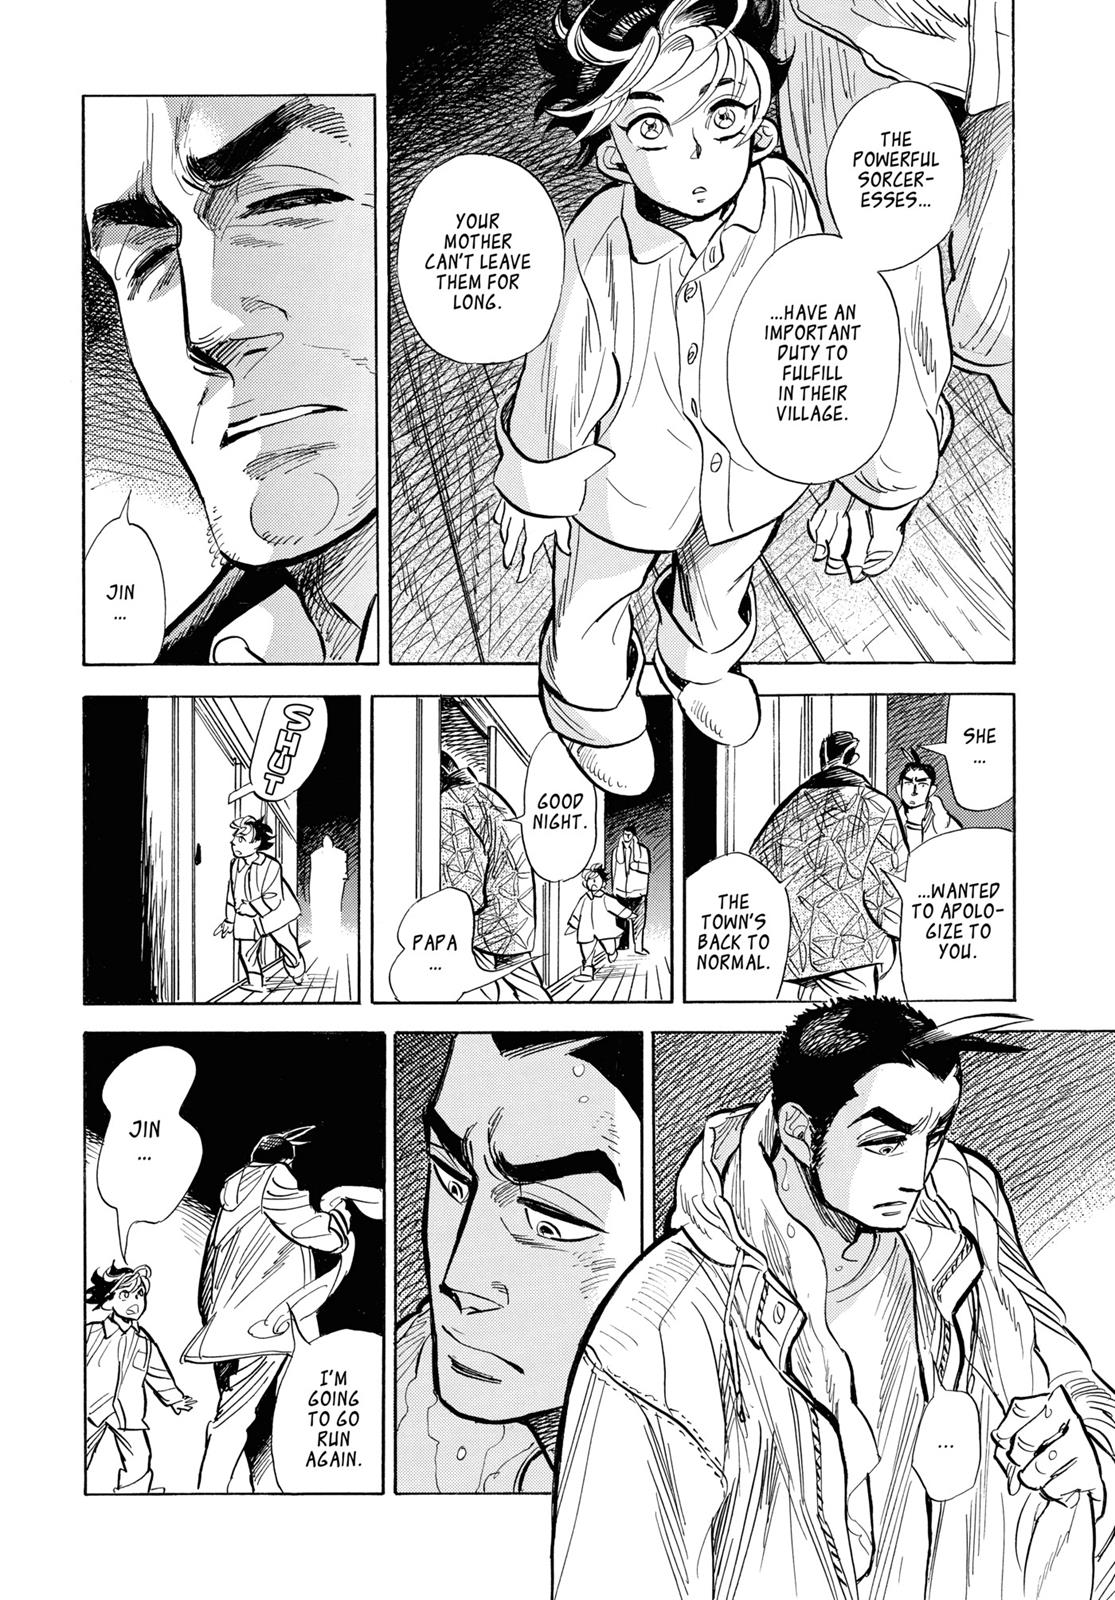 THE
POWERFUL
SORCER-
ESSES...
...HAVE AN
IMPORTANT
DUTY TO
FULFILL
IN THEIR
VILLAGE.
YOUR
MOTHER
CAN'T LEAVE
THEM FOR
LONG.
JIN
...
SHE
...
...WANTED
TO APOLO-
GIZE TO
YOU.
THE
TOWN'S
BACK TO
NORMAL.
GOOD
NIGHT.
PAPA
...
SHUT
...
JIN
...
I'M
GOING
TO GO
RUN
AGAIN.